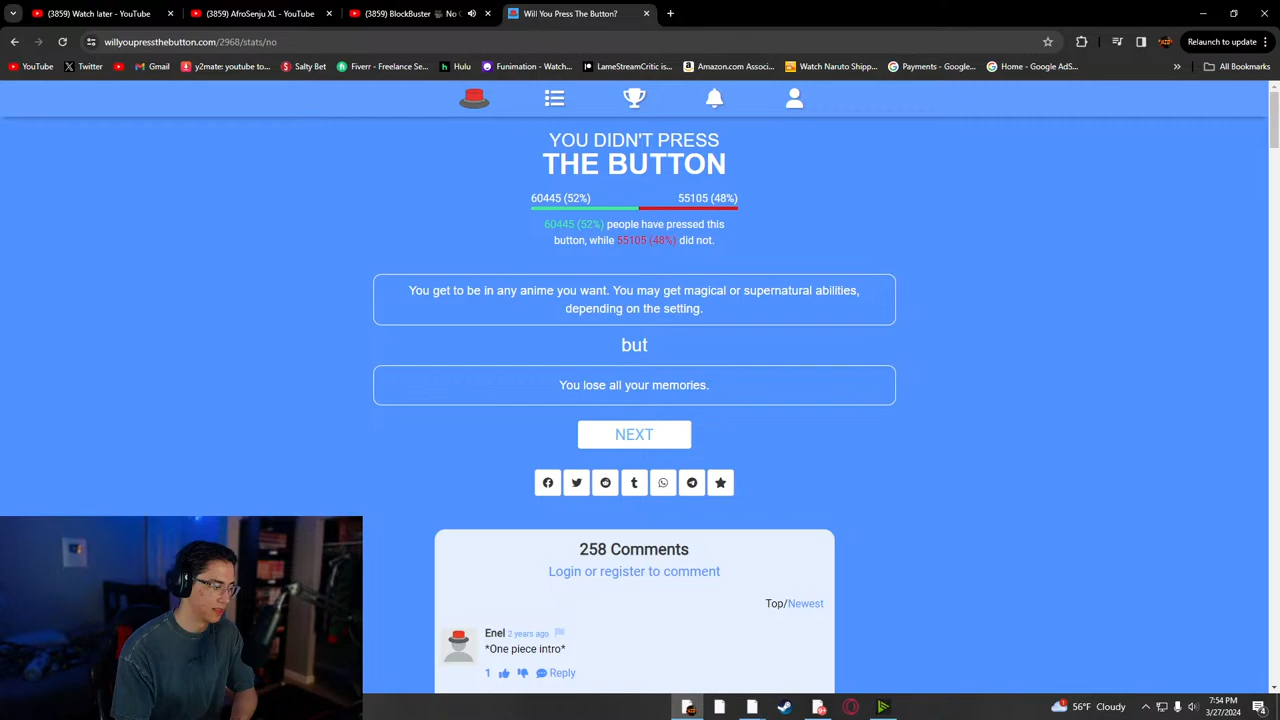 (3859) Watch later - YouTube
(3859) AfroSenju XL - YouTube
(3859) BlockBuster 🎥 No
Will You Press The Button?
willyoupressthebutton.com/2968/stats/no
Relaunch to update
YouTube
Twitter
Gmail
y2mate: youtube to...
Salty Bet
Fiverr - Freelance Se...
Hulu
Funimation - Watch...
LameStreamCritic is...
Amazon.com Associ...
Watch Naruto Shipp...
Payments - Google...
Home - Google AdS...
»
All Bookmarks
YOU DIDN'T PRESS
THE BUTTON
60445 (52%) 55105 (48%)
60445 (52%) people have pressed this
button, while 55105 (48%) did not.
You get to be in any anime you want. You may get magical or supernatural abilities,
depending on the setting.
but
You lose all your memories.
NEXT
258 Comments
Login or register to comment
Top/Newest
Enel 2 years ago
*One piece intro*
1 Reply
56°F Cloudy
7:54 PM
3/27/2024